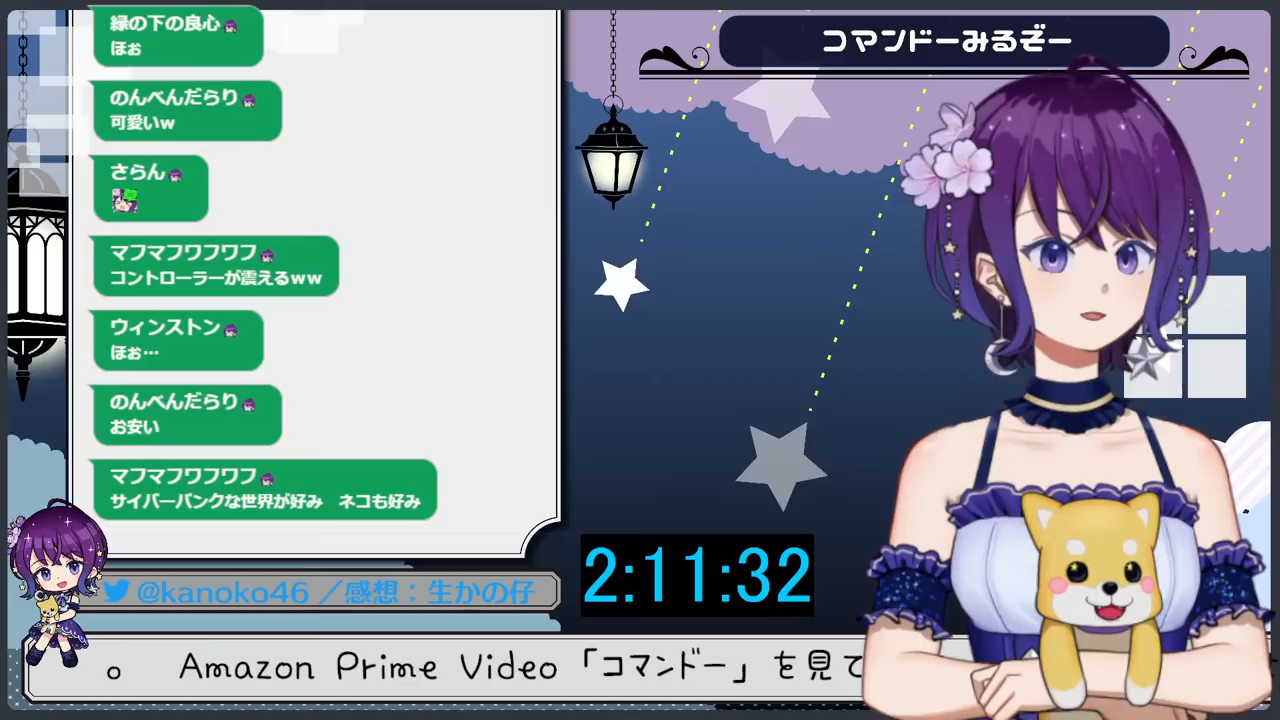 縁の下の良心
ほぉ
のんべんだらり
可愛いw
さらん
マフマフワフワフ
コントローラーが震えるww
ウィンストン
ほぉ…
のんべんだらり
お安い
マフマフワフワフ
サイバーパンクな世界が好み　ネコも好み
@kanoko46 ／感想：生かの仔
コマンドーみるぞー
2:11:32
。 Amazon Prime Video「コマンドー」を見て